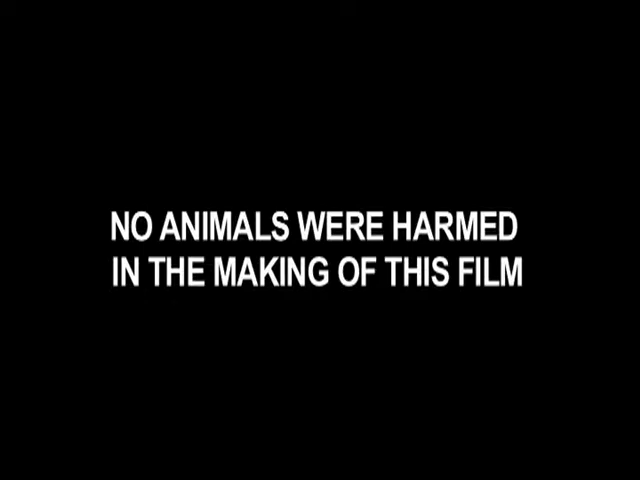 NO ANIMALS WERE HARMED
IN THE MAKING OF THIS FILM